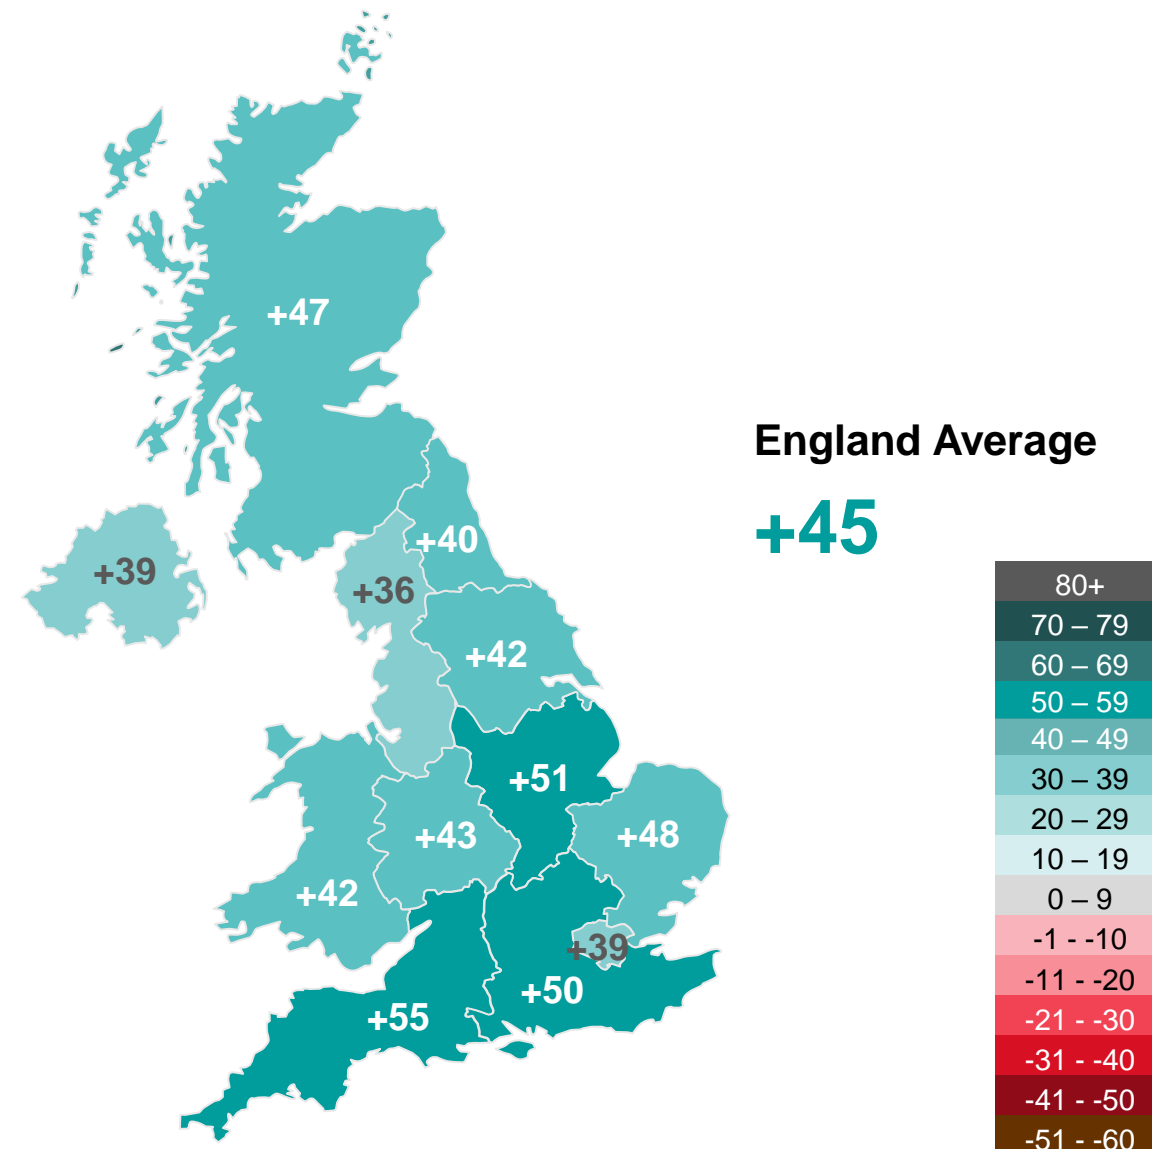 +47
England Average
+45
+40
+39
+36
+42
+51
+43
+48
+42
+39
+50
+55
80+
70 – 79
60 – 69
50 – 59
40 – 49
30 – 39
20 – 29
10 – 19
0 – 9
-1 - -10
-11 - -20
-21 - -30
-31 - -40
-41 - -50
-51 - -60